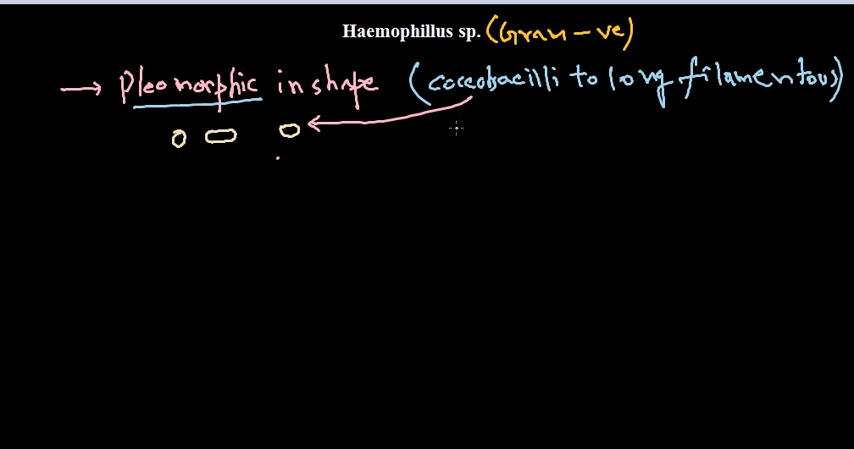 Haemophillus sp. (Gram -ve)
→ Pleomorphic in shape (coccobacilli to long filamentous)